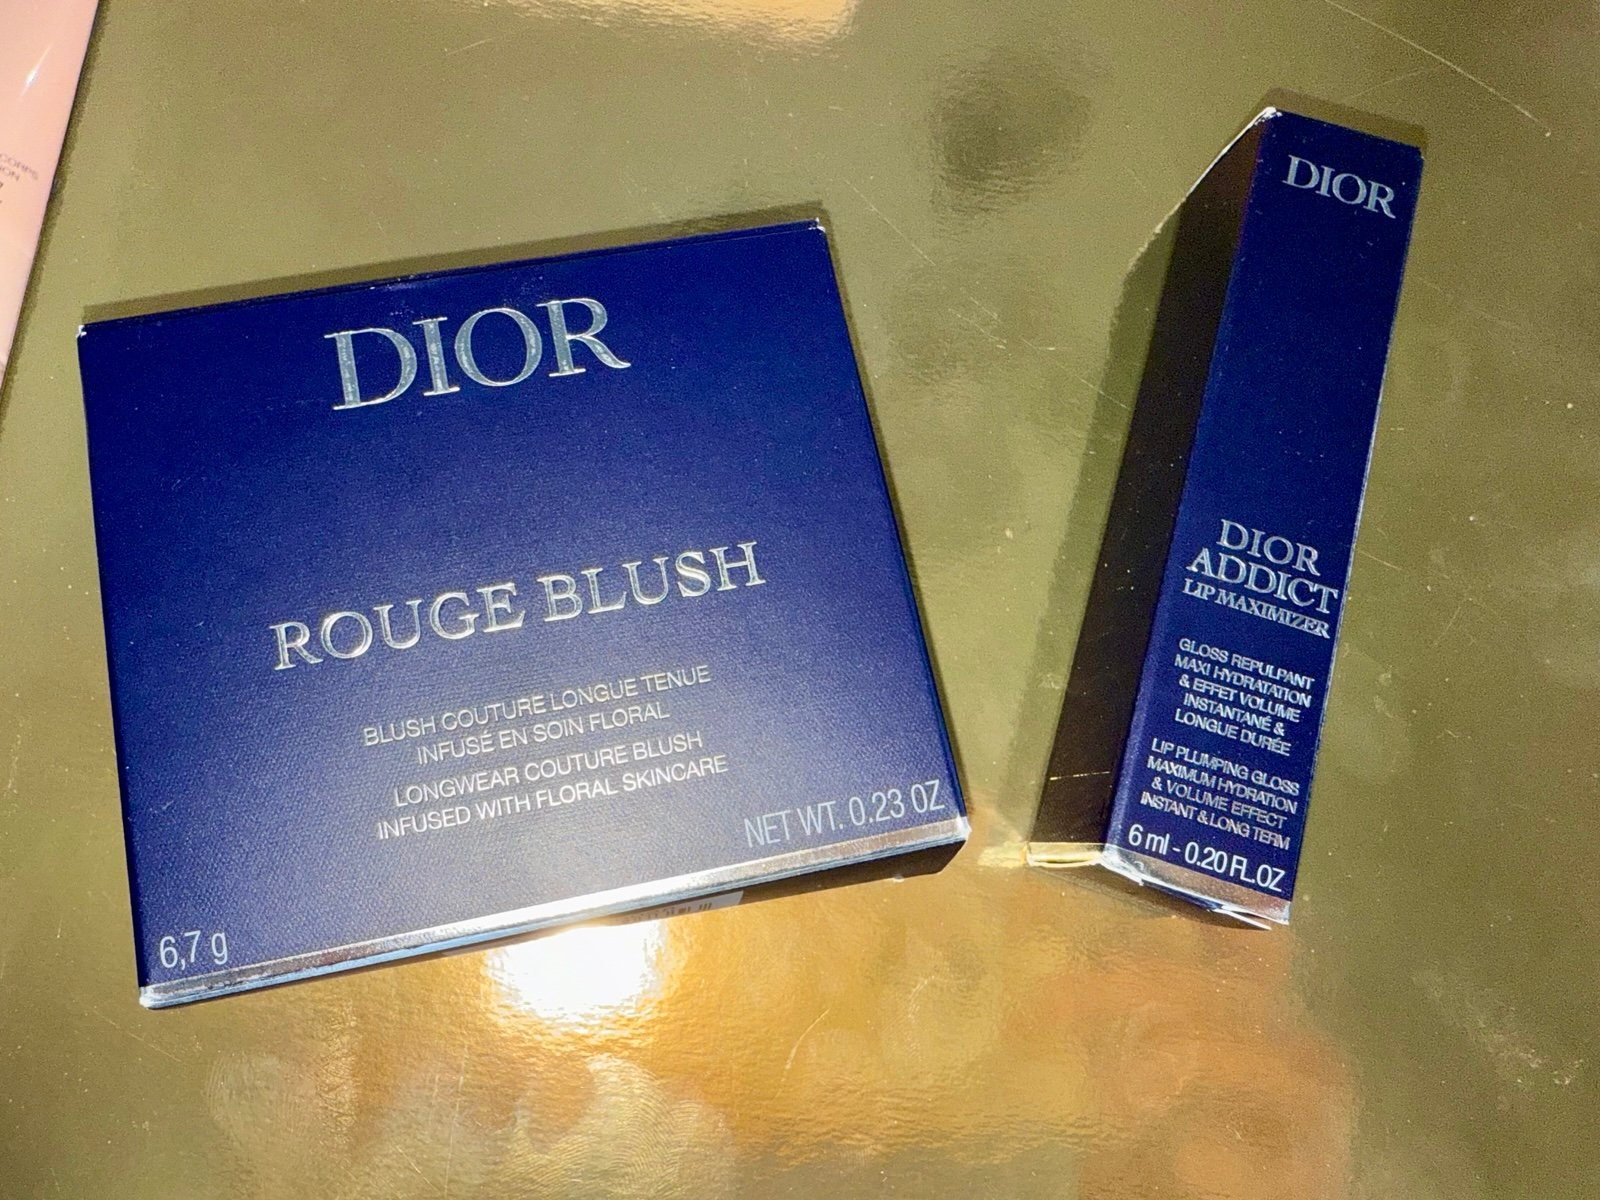 CORPS
DIOR
ROUGE BLUSH
BLUSH COUTURE LONGUE TENUE
INFUSÉ EN SOIN FLORAL
LONGWEAR COUTURE BLUSH
INFUSED WITH FLORAL SKINCARE
NET WT. 0.23 OZ
6,7 g
DIOR
DIOR
ADDICT
LIP MAXIMIZER
GLOSS REPULPANT
MAXI HYDRATATION
& EFFET VOLUME
INSTANTANÉ &
LONGUE DURÉE
LIP PLUMPING GLOSS
MAXIMUM HYDRATION
& VOLUME EFFECT
INSTANT & LONG TERM
6 ml - 0.20 FL.OZ